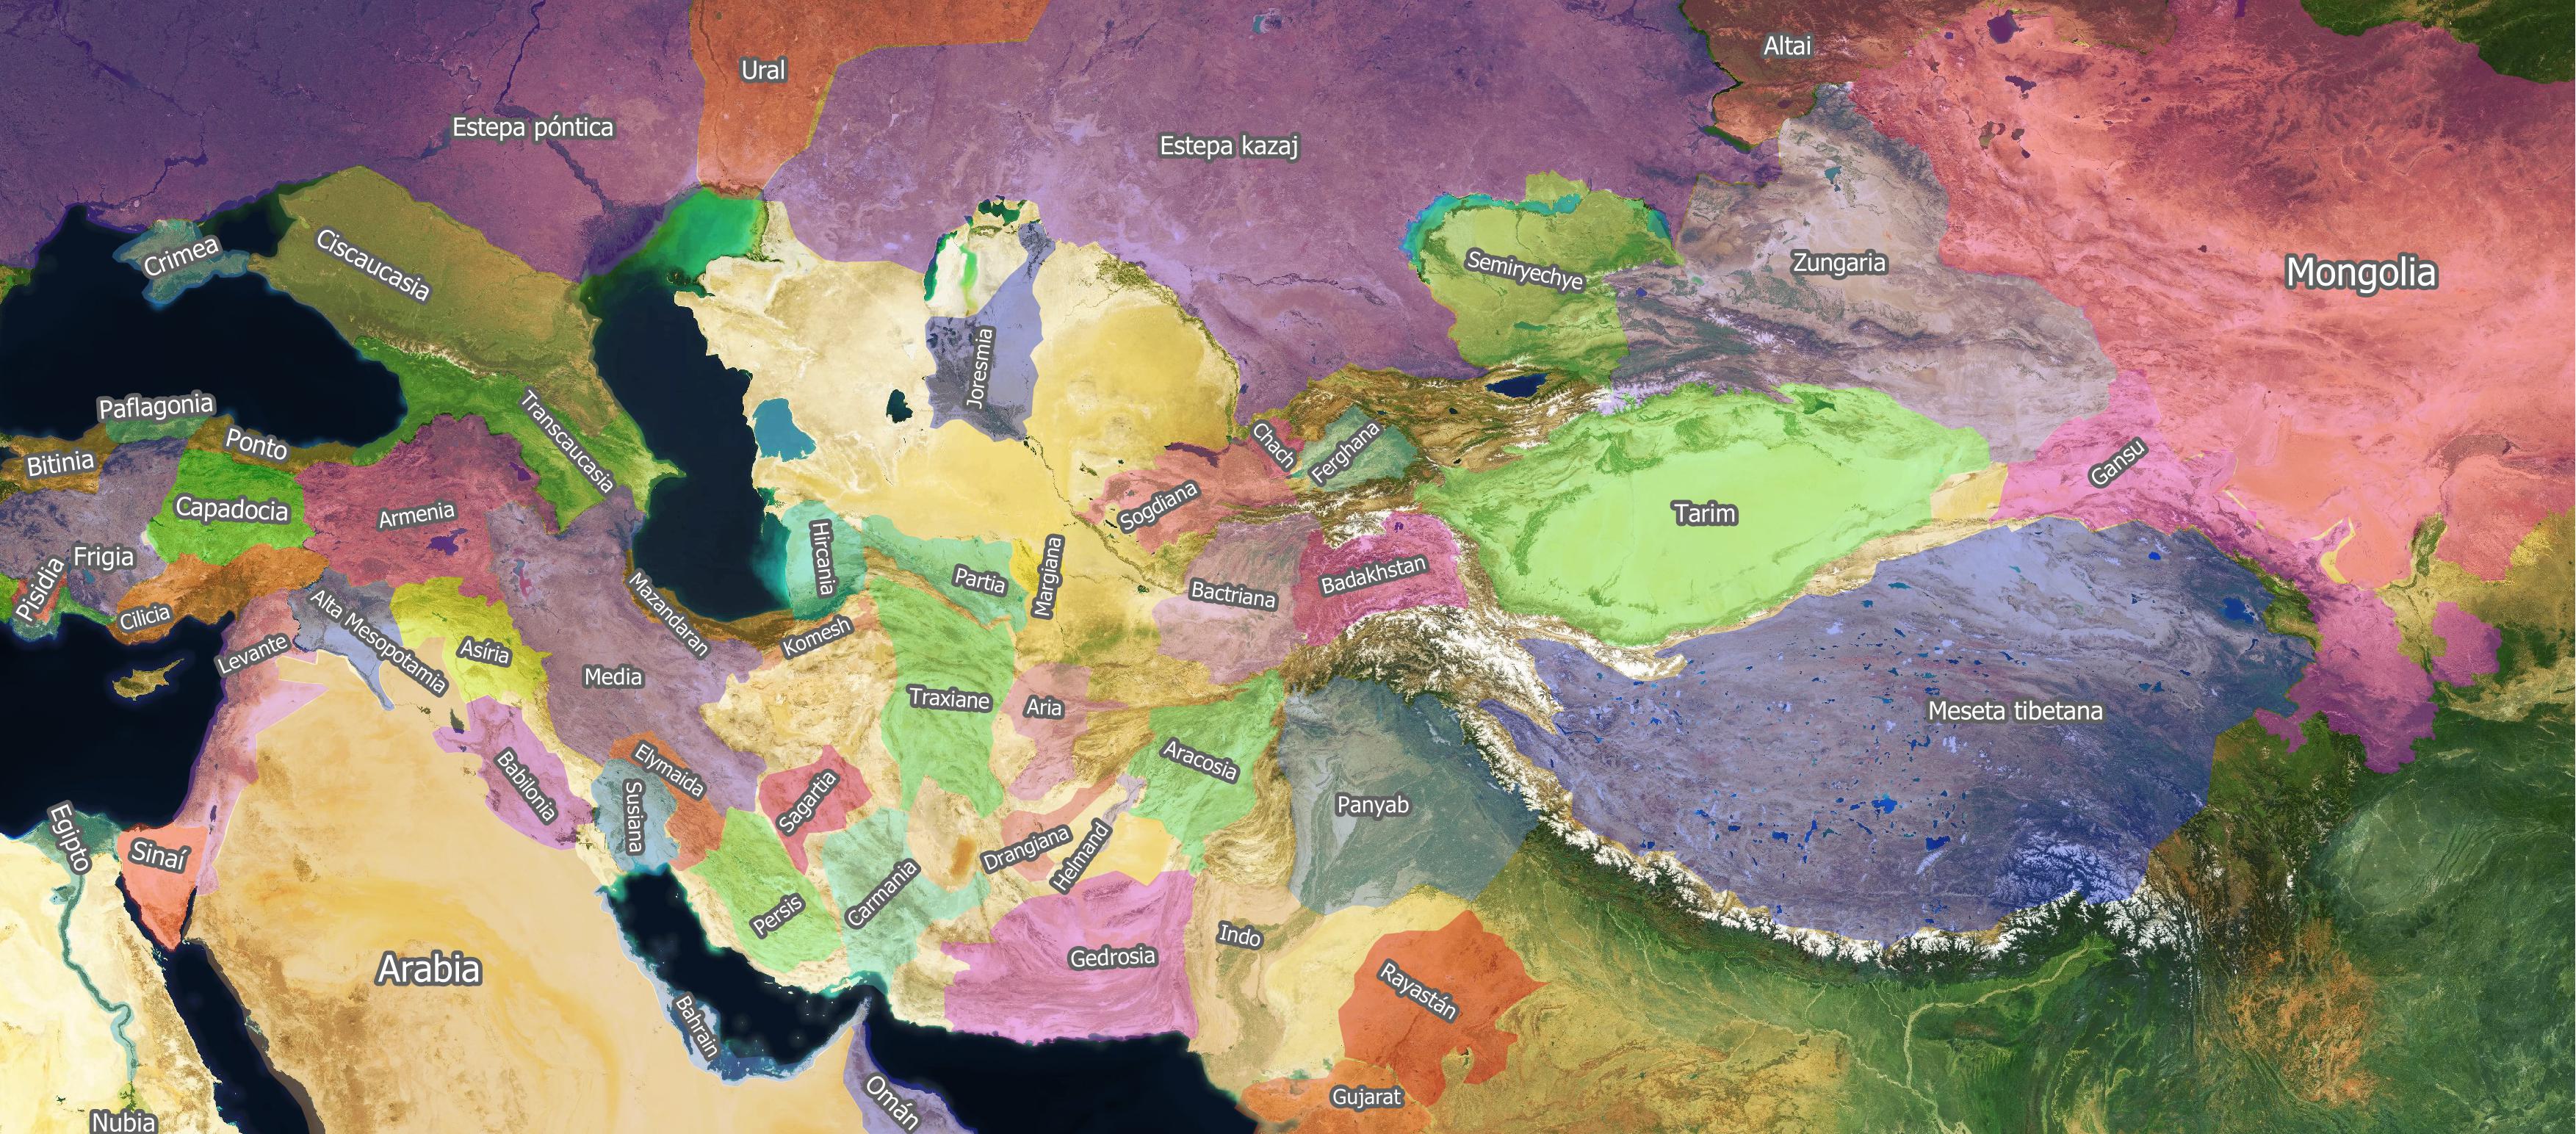 Altai
Ural
Estepa póntica
Estepa kazaj
Crimea
Ciscaucasia
Semiryechye
Zungaria
Mongolia
Joresmia
Paflagonia
Ponto
Bitinia
Transcaucasia
Chach
Ferghana
Gansu
Capadocia
Armenia
Sogdiana
Tarim
Frigia
Pisidia
Cilicia
Hircania
Partia
Margiana
Bactriana
Badakhstan
Alta Mesopotamia
Levante
Asíria
Mazandaran
Komesh
Media
Traxiane
Aria
Meseta tibetana
Babilonia
Elymaida
Susiana
Sagartia
Aracosia
Panyab
Egipto
Sinaí
Drangiana
Helmand
Persis
Carmania
Indo
Gedrosia
Arabia
Rayastán
Bahrain
Omán
Gujarat
Nubia